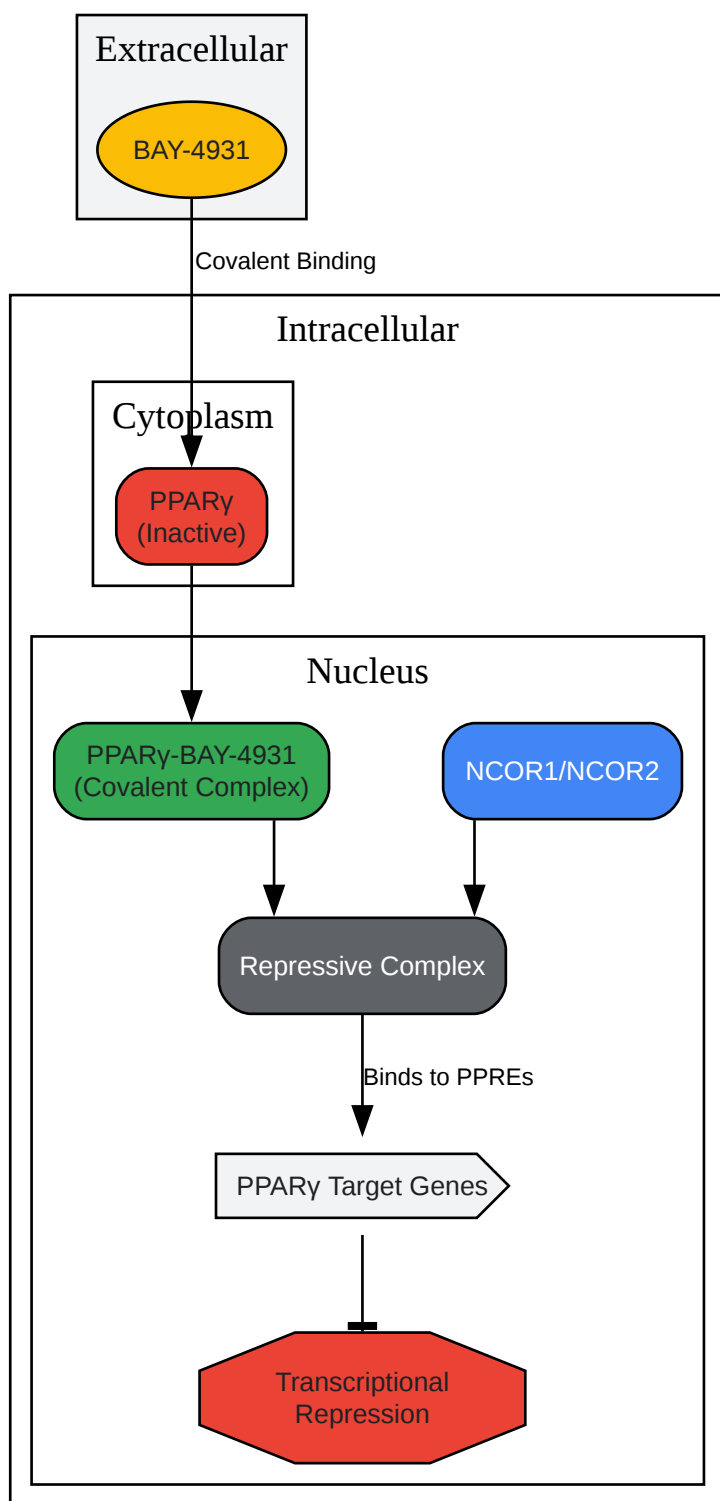 Extracellular
BAY-4931
Covalent Binding
Intracellular
Cytoplasm
PPARγ
(Inactive)
Nucleus
PPARγ-BAY-4931
(Covalent Complex)
NCOR1/NCOR2
Repressive Complex
Binds to PPREs
PPARγ Target Genes
Transcriptional
Repression